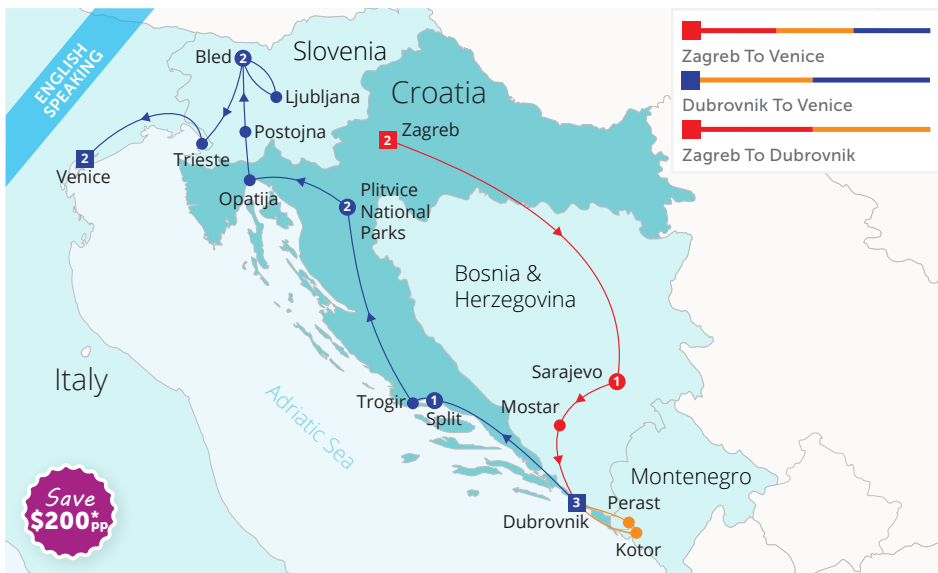 ENGLISH
SPEAKING
Slovenia
Bled
2
Ljubljana
Croatia
Postojna
Zagreb
2
Trieste
2
Venice
Opatija
2
Plitvice
National
Parks
Bosnia &
Herzegovina
Italy
Adriatic Sea
Sarajevo
1
Mostar
Trogir
1
Split
Montenegro
3
Perast
Dubrovnik
Kotor
Zagreb To Venice
Dubrovnik To Venice
Zagreb To Dubrovnik
Save
$200*
pp